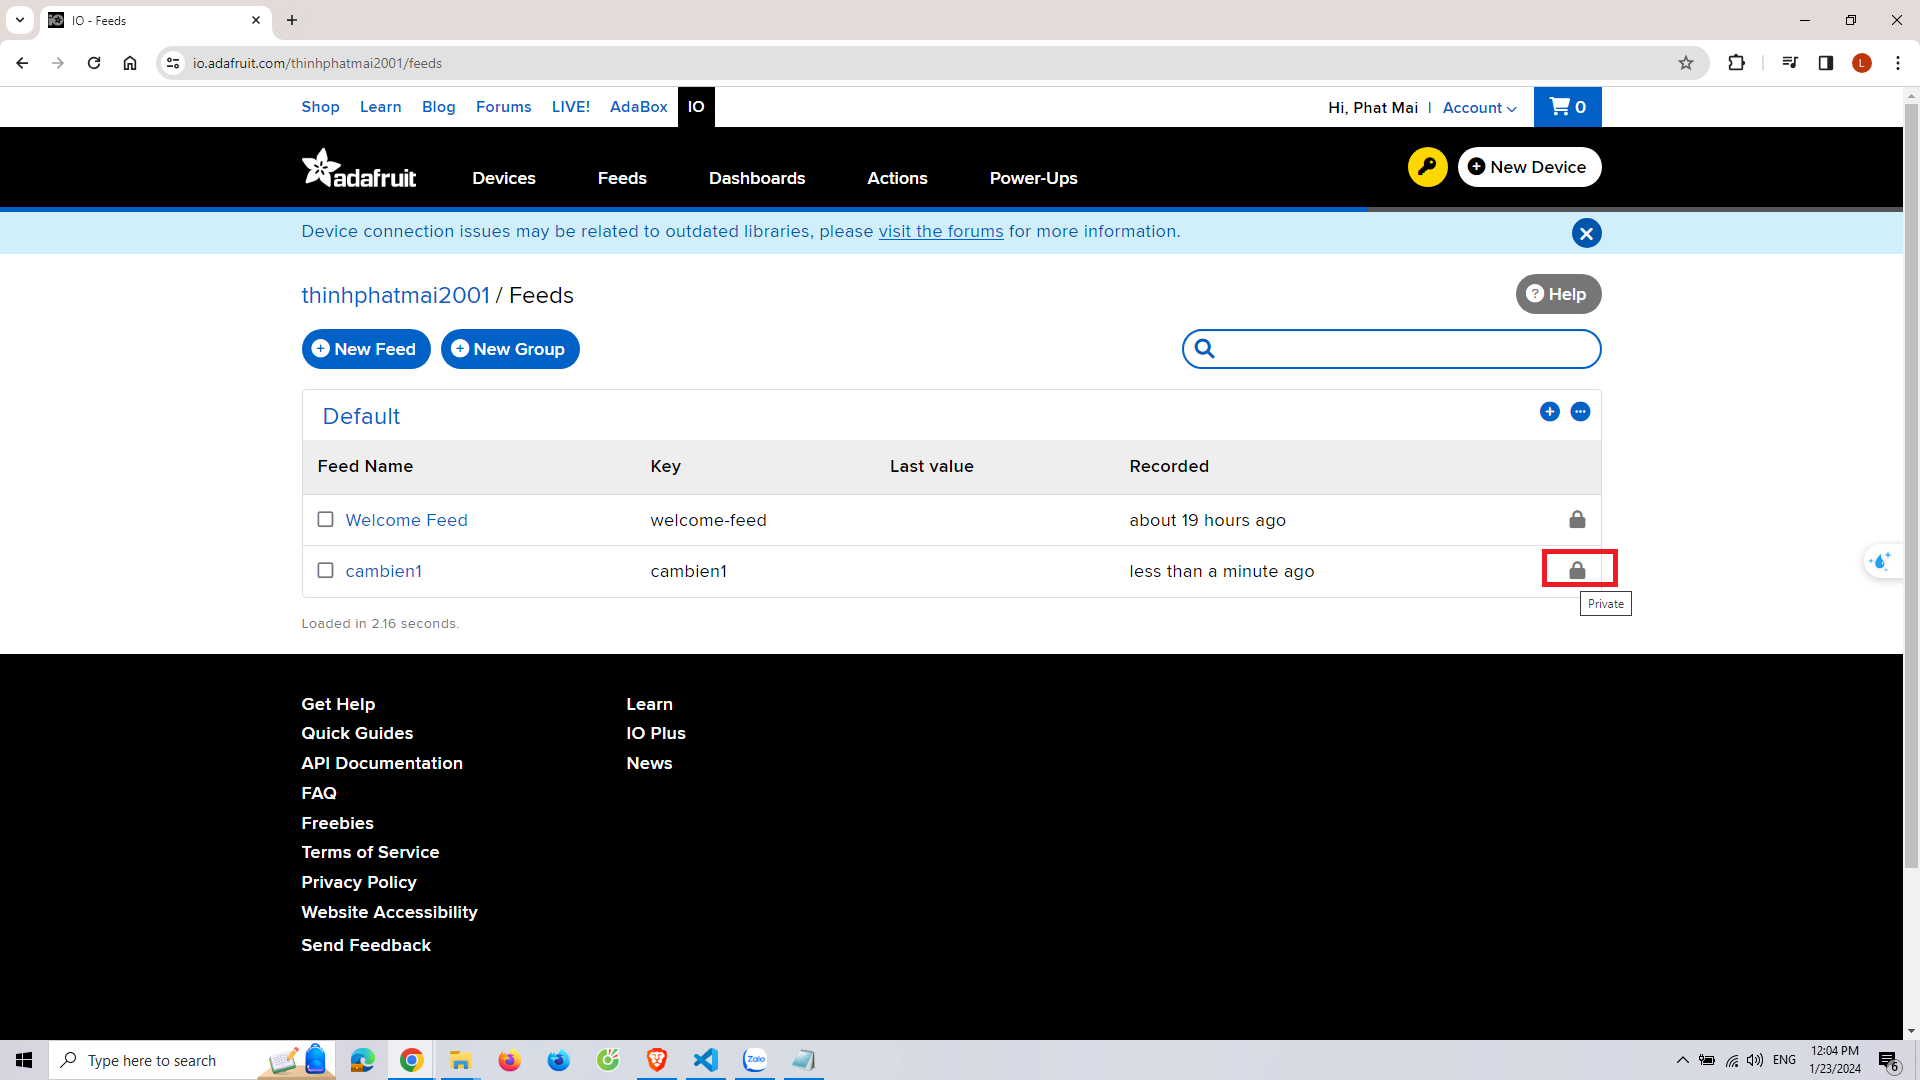 IO - Feeds
io.adafruit.com/thinhphatmai2001/feeds
L
Shop Learn Blog Forums LIVE! AdaBox IO
Hi, Phat Mai | Account 0
adafruit Devices Feeds Dashboards Actions Power-Ups New Device
Device connection issues may be related to outdated libraries, please visit the forums for more information.
thinhphatmai2001 / Feeds
? Help
New Feed New Group
Default
Feed Name Key Last value Recorded
Welcome Feed welcome-feed about 19 hours ago
cambien1 cambien1 less than a minute ago
Private
Loaded in 2.16 seconds.
Get Help
Quick Guides
API Documentation
FAQ
Freebies
Terms of Service
Privacy Policy
Website Accessibility
Send Feedback
Learn
IO Plus
News
Type here to search
Zalo
ENG
12:04 PM
1/23/2024
6